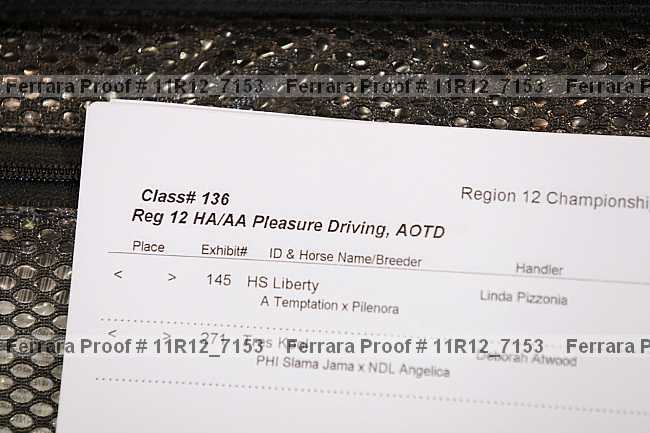 Ferrara Proof # 11R12_7153 Ferrara Proof # 11R12_7153 Ferrara Proof
Region 12 Championshi
Class# 136
Reg 12 HA/AA Pleasure Driving, AOTD
Place Exhibit# ID & Horse Name/Breeder Handler
< > 145 HS Liberty Linda Pizzonia
A Temptation x Pilenora
< > 271 Tres Deborah Atwood
Ferrara Proof # 11R12_7153 Ferrara Proof # 11R12_7153 Ferrara Proof
PHI Slama Jama x NDL Angelica